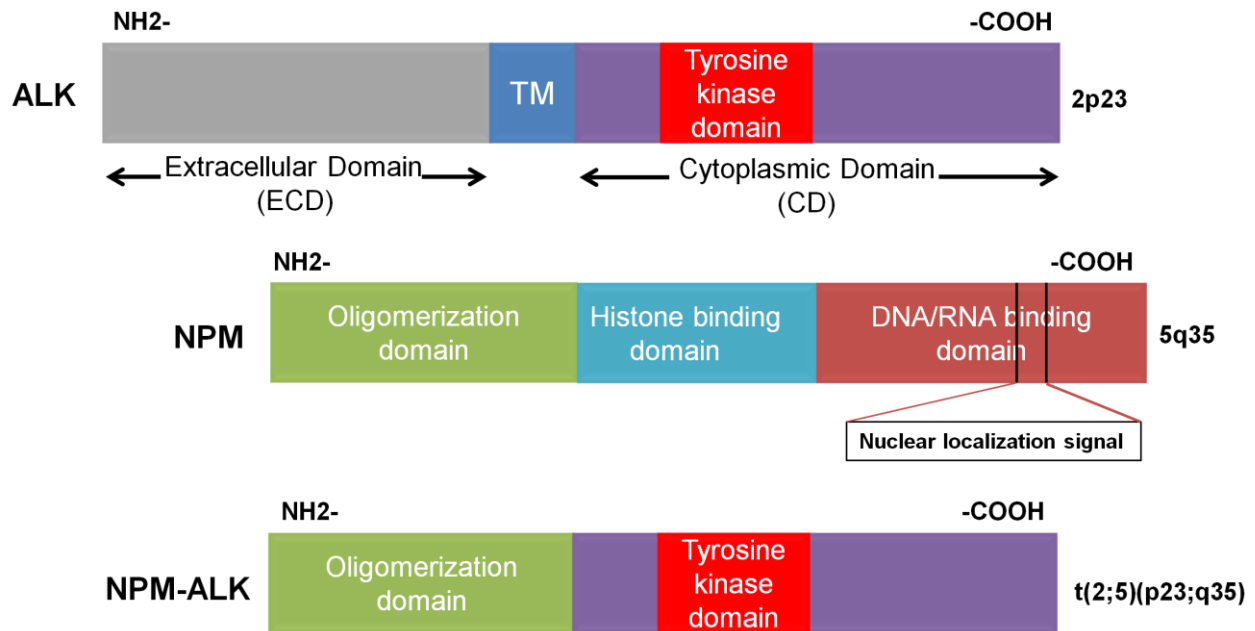 NH2-
-COOH
ALK
TM
Tyrosine
kinase
domain
2p23
Extracellular Domain
(ECD)
Cytoplasmic Domain
(CD)
NH2-
-COOH
NPM
Oligomerization
domain
Histone binding
domain
DNA/RNA binding
domain
5q35
Nuclear localization signal
NH2-
-COOH
NPM-ALK
Oligomerization
domain
Tyrosine
kinase
domain
t(2;5)(p23;q35)